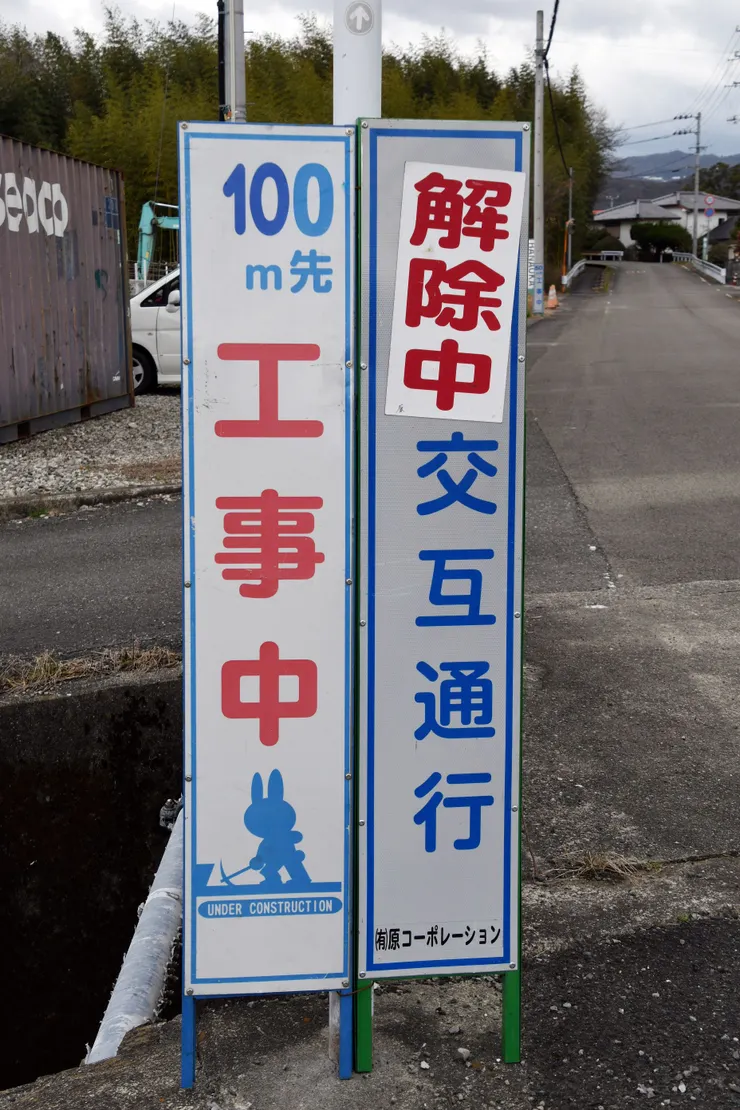 100
m先
工事中
UNDER CONSTRUCTION
解除中
交互通行
㈲原コーポレーション